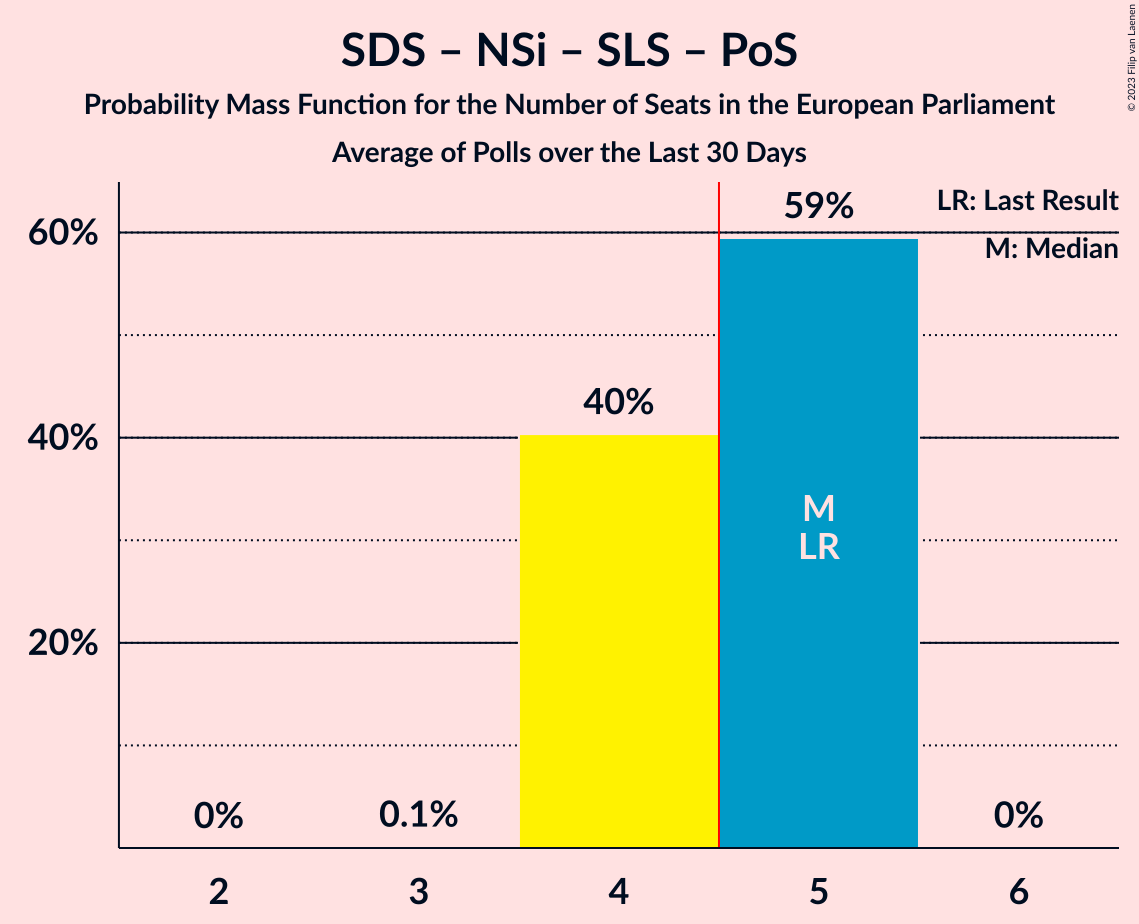 © 2023 Filip van Laenen
SDS – NSi – SLS – PoS
Probability Mass Function for the Number of Seats in the European Parliament
Average of Polls over the Last 30 Days
LR: Last Result
M: Median
60%
40%
20%
0%
0.1%
40%
59%
0%
M
LR
2
3
4
5
6